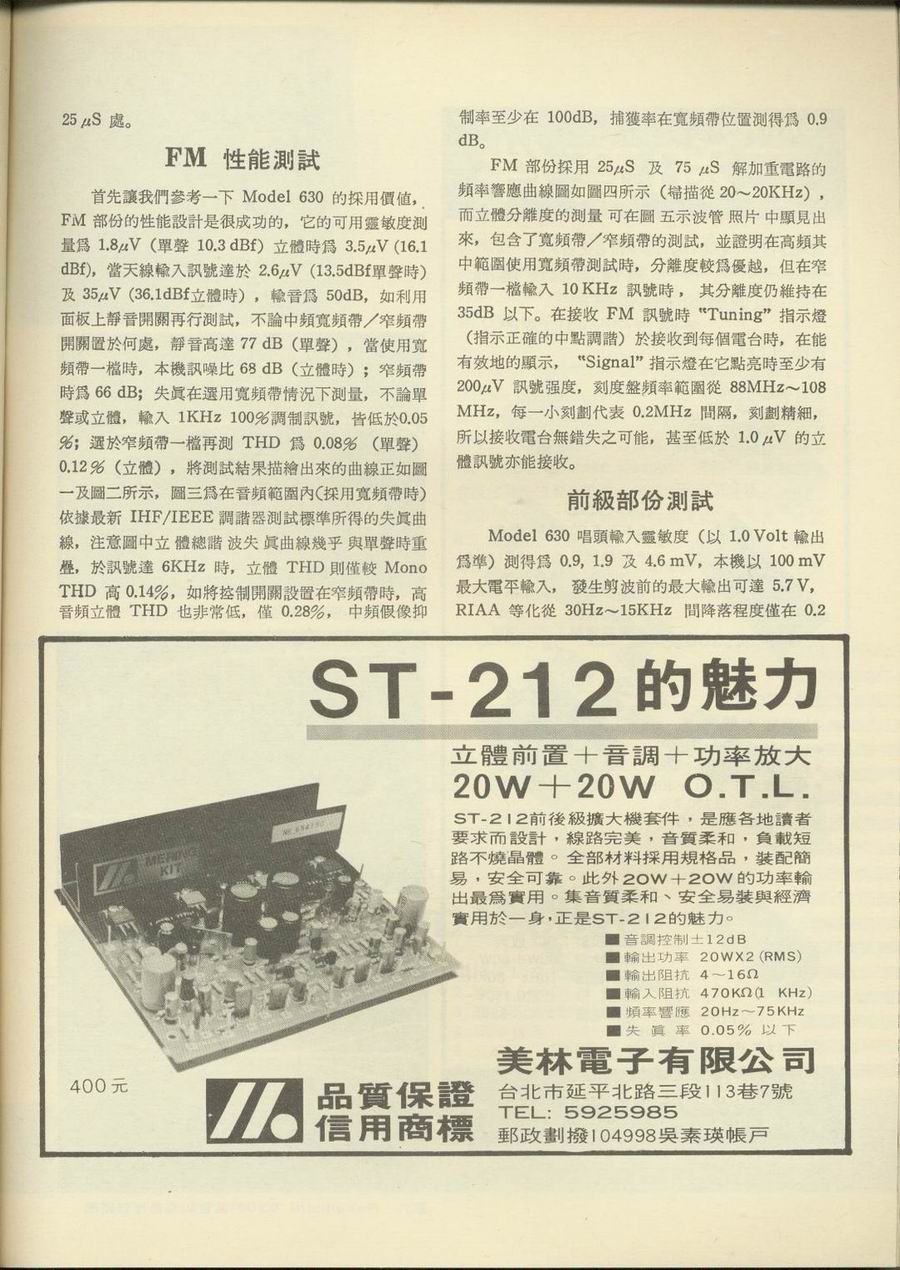 25 μS 處。
FM 性能測試
首先讓我們參考一下 Model 630 的採用價值，
FM 部份的性能設計是很成功的，它的可用靈敏度測
量爲 1.8μV (單聲 10.3 dBf) 立體時爲 3.5μV (16.1
dBf)，當天線輸入訊號達於 2.6μV (13.5dBf單聲時)
及 35μV (36.1dBf立體時) ，輸音爲 50dB，如利用
面板上靜音開關再行測試，不論中頻寬頻帶／窄頻帶
開關置於何處，靜音高達 77 dB (單聲) ，當使用寬
頻帶一檔時，本機訊噪比 68 dB (立體時) ；窄頻帶
時爲 66 dB；失眞在選用寬頻帶情況下測量，不論單
聲或立體，輸入 1KHz 100%調制訊號，皆低於0.05
%；選於窄頻帶一檔再測 THD 爲 0.08% (單聲)
0.12% (立體) ，將測試結果描繪出來的曲線正如圖
一及圖二所示，圖三爲在音頻範圍內(採用寬頻帶時)
依據最新 IHF/IEEE 調諧器測試標準所得的失眞曲
線，注意圖中立 體總諧 波失 眞曲線幾乎 與單聲時重
疊，於訊號達 6KHz 時，立體 THD 則僅較 Mono
THD 高 0.14%，如將控制開關設置在窄頻帶時，高
音頻立體 THD 也非常低，僅 0.28%， 中頻假像抑
制率至少在 100dB，捕獲率在寬頻帶位置測得爲 0.9
dB。
FM 部份採用 25μS 及 75 μS 解加重電路的
頻率響應曲線圖如圖四所示 (掃描從 20～20KHz) ，
而立體分離度的測量 可在圖 五示波管 照片 中顯見出
來，包含了寬頻帶／窄頻帶的測試，並證明在高頻其
中範圍使用寬頻帶測試時，分離度較爲優越，但在窄
頻帶一檔輸入 10 KHz 訊號時， 其分離度仍維持在
35dB 以下。在接收 FM 訊號時 “Tuning” 指示燈
(指示正確的中點調諧) 於接收到每個電台時，在能
有效地的顯示， “Signal” 指示燈在它點亮時至少有
200μV 訊號强度，刻度盤頻率範圍從 88MHz～108
MHz，每一小刻劃代表 0.2MHz 間隔，刻劃精細，
所以接收電台無錯失之可能，甚至低於 1.0 μV 的立
體訊號亦能接收。
前級部份測試
Model 630 唱頭輸入靈敏度 (以 1.0 Volt 輸出
爲準) 測得爲 0.9, 1.9 及 4.6 mV，本機以 100 mV
最大電平輸入， 發生剪波前的最大輸出可達 5.7 V，
RIAA 等化從 30Hz～15KHz 間降落程度僅在 0.2
ST-212的魅力
立體前置＋音調＋功率放大
20W＋20W O.T.L.
ST-212前後級擴大機套件，是應各地讀者
要求而設計，線路完美，音質柔和，負載短
路不燒晶體。全部材料採用規格品，裝配簡
易，安全可靠。此外20W＋20W的功率輸
出最爲實用。集音質柔和、安全易裝與經濟
實用於一身，正是ST-212的魅力。
■音調控制±12dB
■輸出功率 20WX2 (RMS)
■輸出阻抗 4～16Ω
■輸入阻抗 470KΩ(1 KHz)
■頻率響應 20Hz～75KHz
■失 眞 率 0.05% 以下
KIT
400元
品質保證
信用商標
美林電子有限公司
台北市延平北路三段113巷7號
TEL: 5925985
郵政劃撥104998吳素瑛帳戶